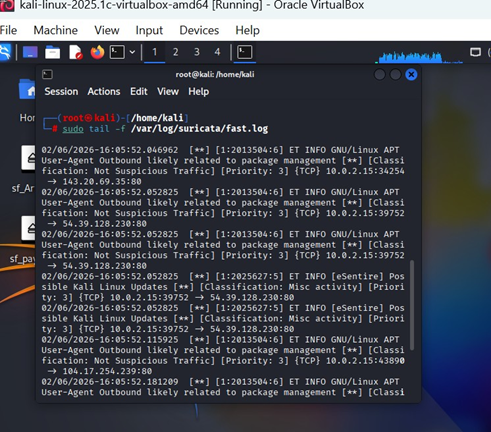 kali-linux-2025.1c-virtualbox-amd64 [Running] - Oracle VirtualBox
File Machine View Input Devices Help
1 2 3 4
root@kali: /home/kali
Session Actions Edit View Help
(root kali)-[/home/kali]
# sudo tail -f /var/log/suricata/fast.log
02/06/2026-16:05:52.046962 [**] [1:2013504:6] ET INFO GNU/Linux APT
User-Agent Outbound likely related to package management [**] [Classi
fication: Not Suspicious Traffic] [Priority: 3] {TCP} 10.0.2.15:34254
→ 143.20.69.35:80
02/06/2026-16:05:52.052825 [**] [1:2013504:6] ET INFO GNU/Linux APT
User-Agent Outbound likely related to package management [**] [Classi
fication: Not Suspicious Traffic] [Priority: 3] {TCP} 10.0.2.15:39752
→ 54.39.128.230:80
02/06/2026-16:05:52.052825 [**] [1:2013504:6] ET INFO GNU/Linux APT
User-Agent Outbound likely related to package management [**] [Classi
fication: Not Suspicious Traffic] [Priority: 3] {TCP} 10.0.2.15:39752
→ 54.39.128.230:80
02/06/2026-16:05:52.052825 [**] [1:2025627:5] ET INFO [eSentire] Pos
sible Kali Linux Updates [**] [Classification: Misc activity] [Priori
ty: 3] {TCP} 10.0.2.15:39752 → 54.39.128.230:80
02/06/2026-16:05:52.052825 [**] [1:2025627:5] ET INFO [eSentire] Pos
sible Kali Linux Updates [**] [Classification: Misc activity] [Priori
ty: 3] {TCP} 10.0.2.15:39752 → 54.39.128.230:80
02/06/2026-16:05:52.115925 [**] [1:2013504:6] ET INFO GNU/Linux APT
User-Agent Outbound likely related to package management [**] [Classi
fication: Not Suspicious Traffic] [Priority: 3] {TCP} 10.0.2.15:43890
→ 104.17.254.239:80
02/06/2026-16:05:52.181209 [**] [1:2013504:6] ET INFO GNU/Linux APT
User-Agent Outbound likely related to package management [**] [Classi
Hor
sf_Ar
sf_pav